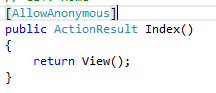 [AllowAnonymous]
public ActionResult Index()
{
    return View();
}